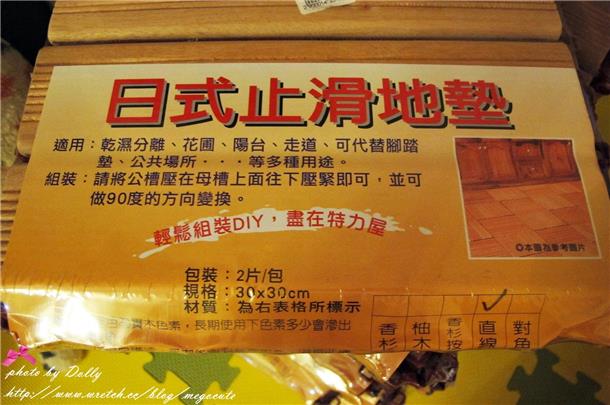 日式止滑地墊
適用：乾濕分離、花圃、陽台、走道、可代替腳踏
墊、公共場所・・・等多種用途。
組裝：請將公槽壓在母槽上面往下壓緊即可，並可
做90度的方向變換。
◎本圖為參考圖片
輕鬆組裝DIY，盡在特力屋
包裝：2片/包
規格：30x30cm
材質：為右表格所標示
實木色素，長期使用下色素多少會滲出
香杉 柚木 香杉按 直線 對角
photo by Dolly
http://www.wretch.cc/blog/megocute